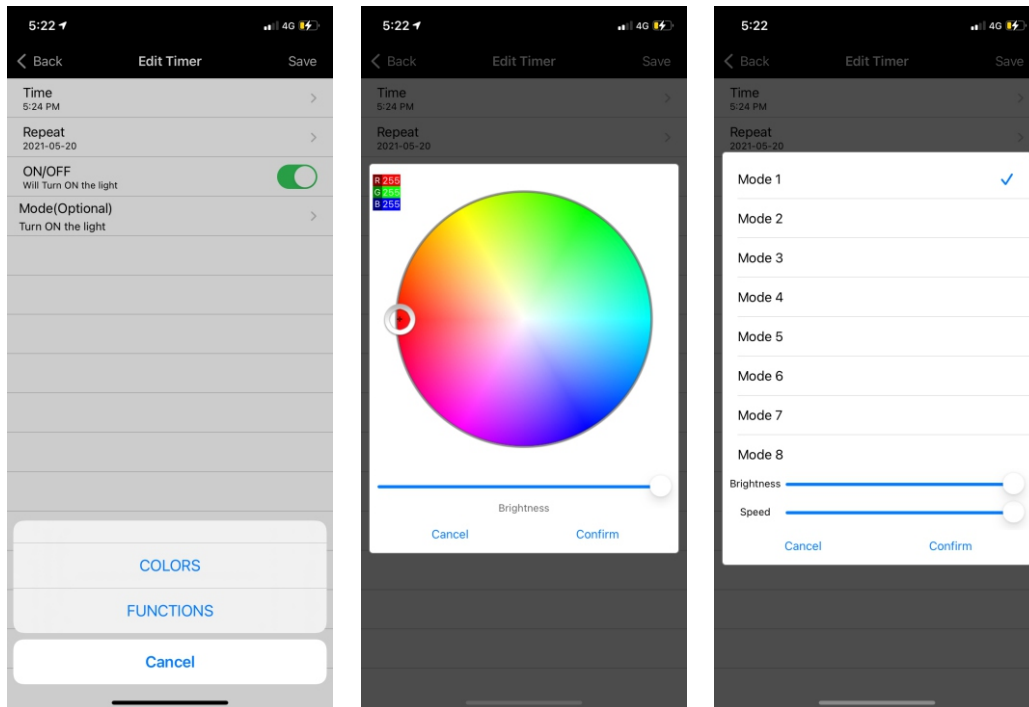 5:22
4G
Back
Edit Timer
Save
Time
5:24 PM
Repeat
2021-05-20
ON/OFF
Will Turn ON the light
Mode(Optional)
Turn ON the light
COLORS
FUNCTIONS
Cancel
5:22
4G
Back
Edit Timer
Save
Time
5:24 PM
Repeat
2021-05-20
R 255
G 255
B 255
Brightness
Cancel
Confirm
5:22
4G
Back
Edit Timer
Save
Time
5:24 PM
Repeat
2021-05-20
Mode 1
Mode 2
Mode 3
Mode 4
Mode 5
Mode 6
Mode 7
Mode 8
Brightness
Speed
Cancel
Confirm